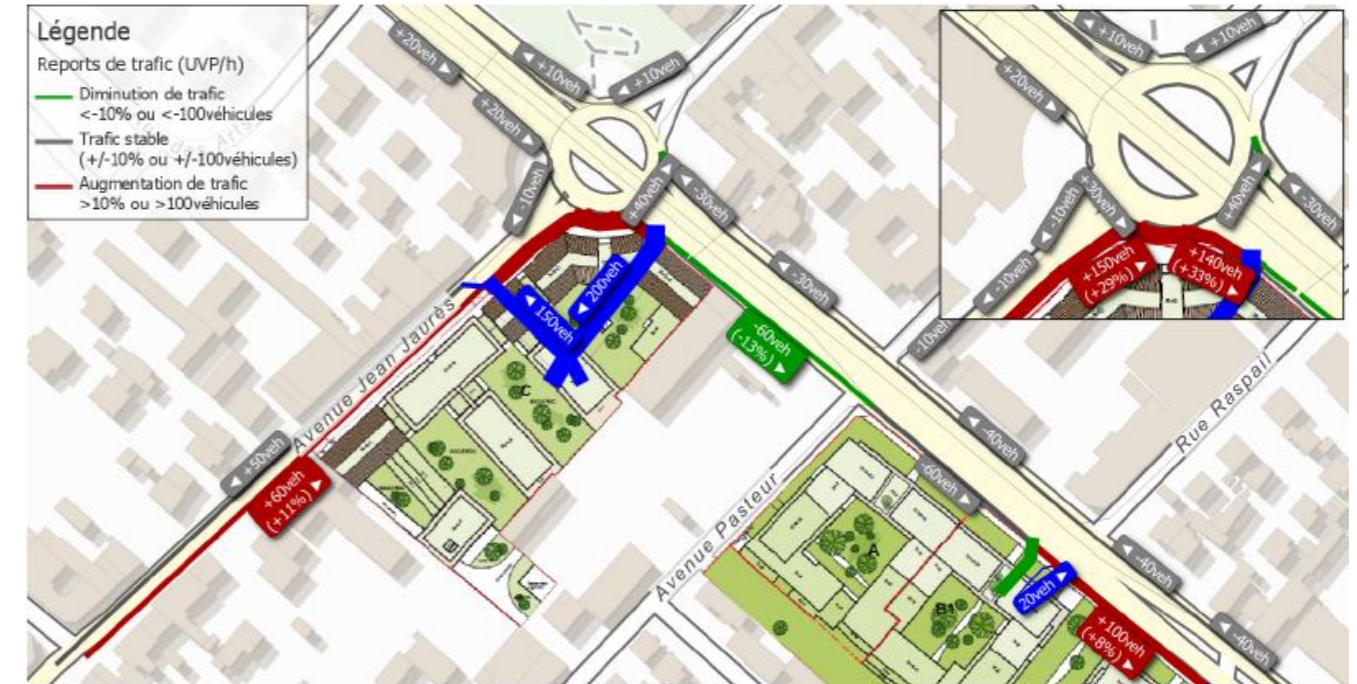 Légende
Reports de trafic (UVP/h)
Diminution de trafic
<-10% ou <-100véhicules
Trafic stable
(+/-10% ou +/-100véhicules)
Augmentation de trafic
>10% ou >100véhicules
+20veh ►
+20veh ►
◄ +10veh
◄ +10veh
◄ -10veh
+40veh ►
◄ -30veh
◄ -30veh
◄ 150veh
◄ 200veh
-60veh
(-13%) ►
Avenue Jean Jaurès
C
◄ +50veh
+60veh
(+11%) ►
Avenue Pasteur
Rue Raspail
-60veh ►
◄ -40veh
◄ -40veh
◄ -40veh
A
B1
20veh ►
+100veh
(+8%) ►
◄ +10veh
◄ +10veh
+20veh ►
+30veh ►
◄ -10veh
◄ -10veh
-10veh
+40veh ►
◄ -30veh
+150veh
(+29%) ►
+140veh
(+33%) ►